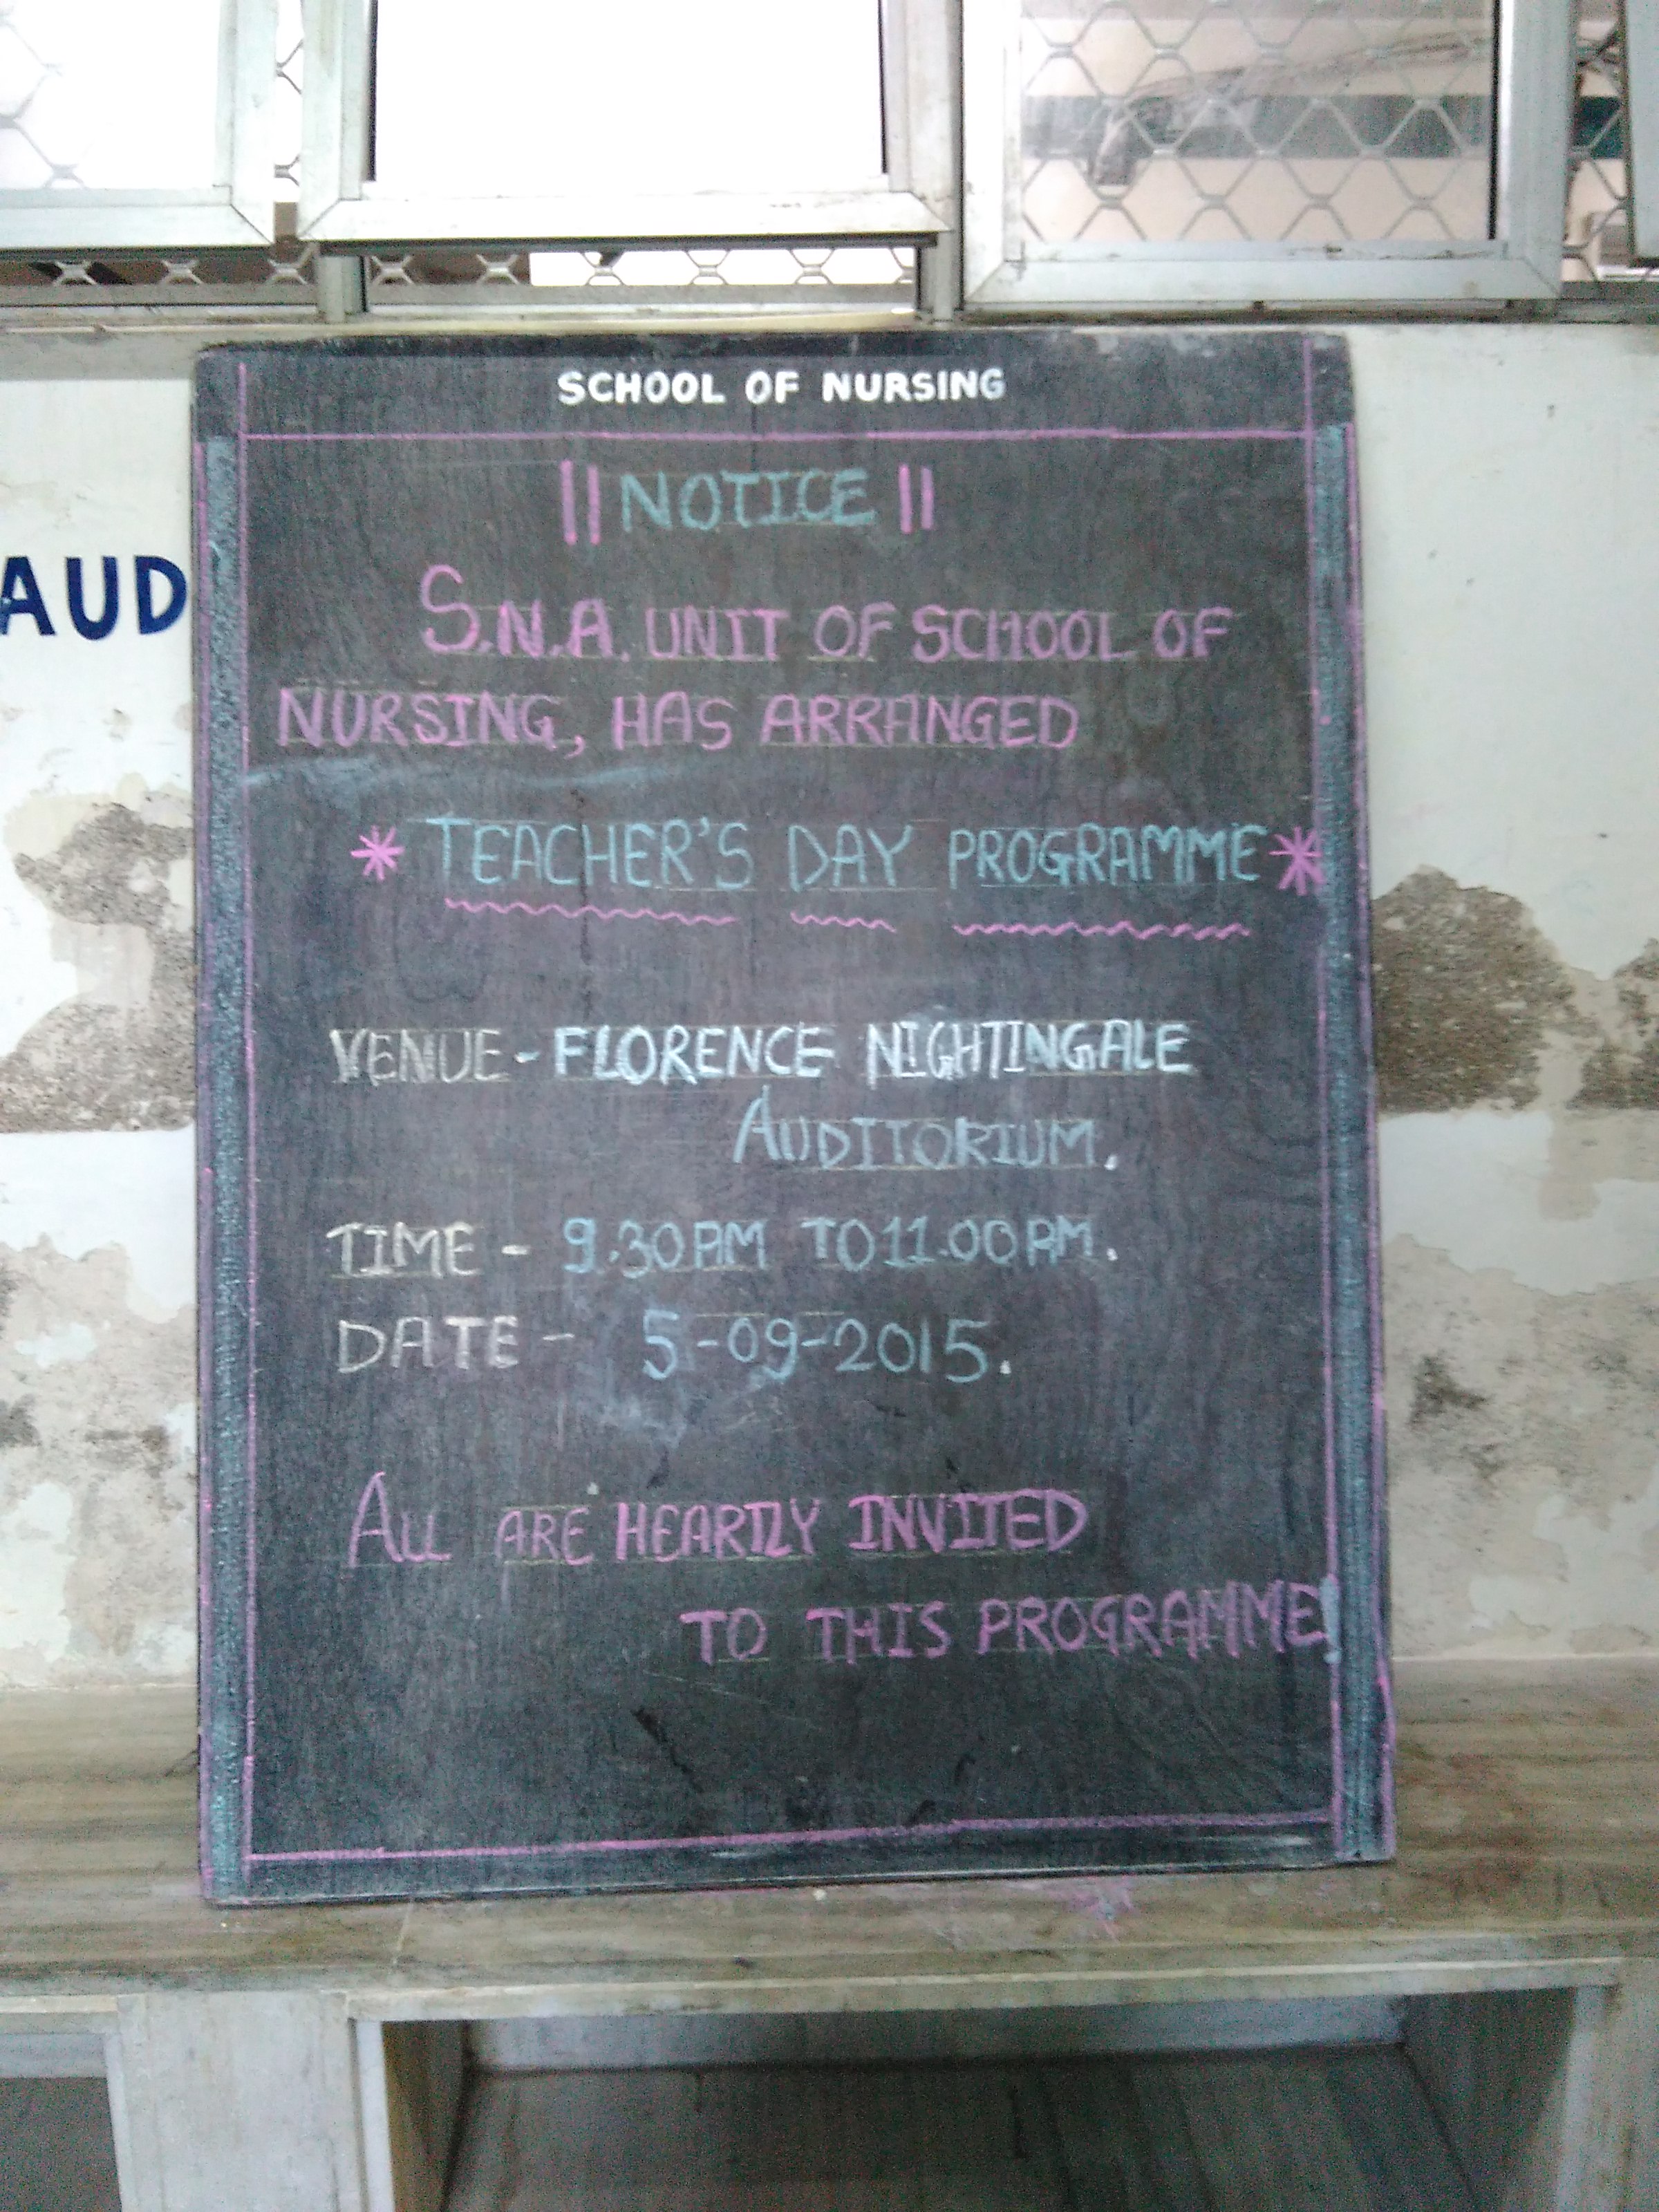 SCHOOL OF NURSING
|| NOTICE ||
AUD
S.N.A. UNIT OF SCHOOL OF
NURSING, HAS ARRANGED
* TEACHER'S DAY PROGRAMME *
VENUE - FLORENCE NIGHTINGALE
AUDITORIUM.
TIME - 9.30 AM TO 11.00 AM.
DATE - 5-09-2015.
ALL ARE HEARTLY INVITED
TO THIS PROGRAMME!